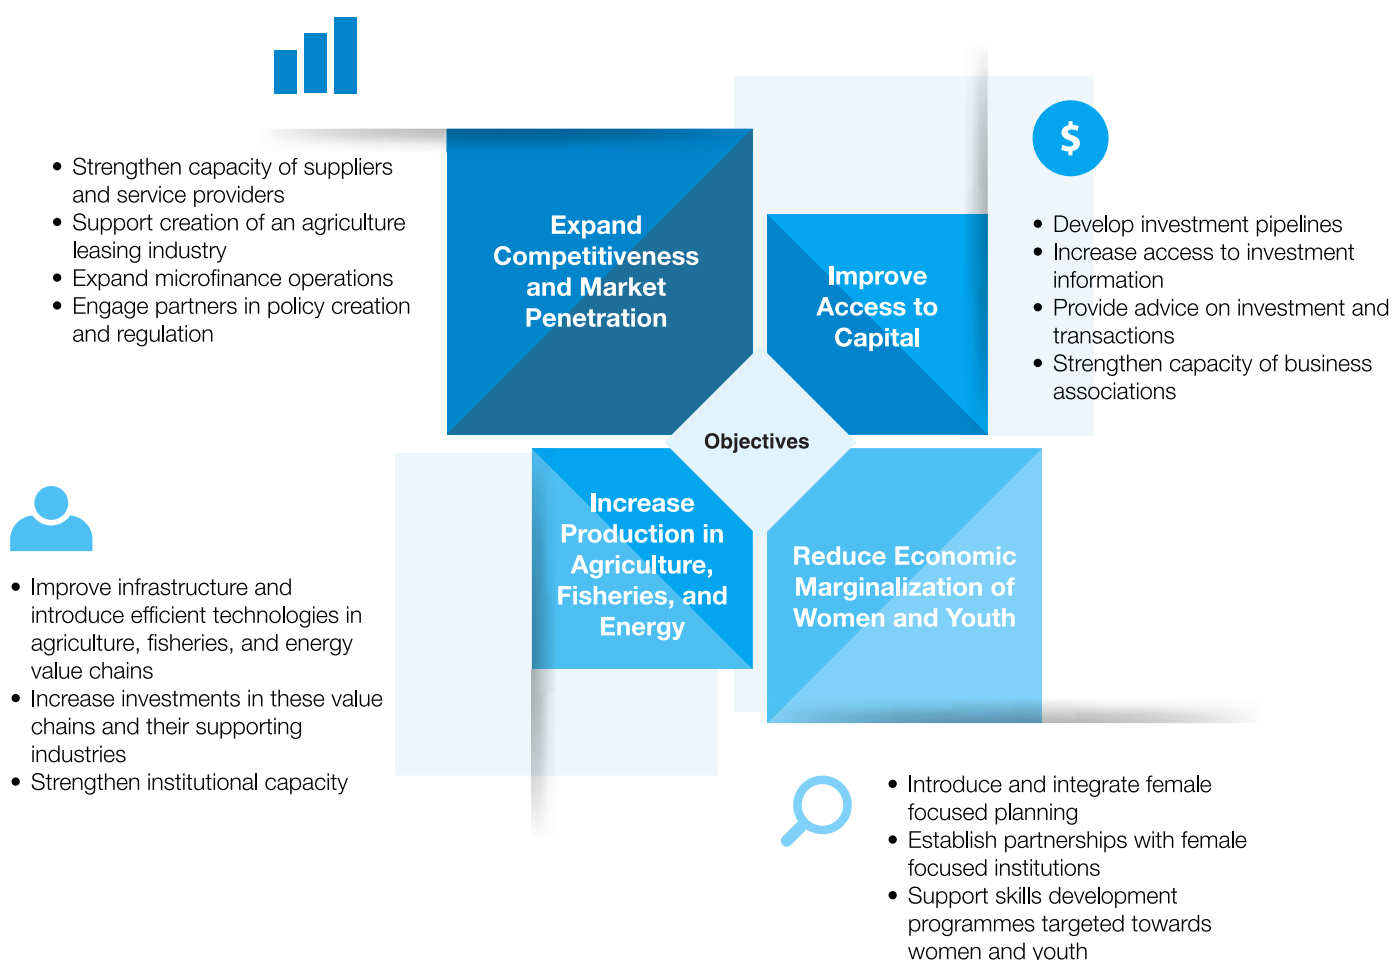 • Strengthen capacity of suppliers
and service providers
• Support creation of an agriculture
leasing industry
• Expand microfinance operations
• Engage partners in policy creation
and regulation
Expand
Competitiveness
and Market
Penetration
$
Improve
Access to
Capital
• Develop investment pipelines
• Increase access to investment
information
• Provide advice on investment and
transactions
• Strengthen capacity of business
associations
Objectives
• Improve infrastructure and
introduce efficient technologies in
agriculture, fisheries, and energy
value chains
• Increase investments in these value
chains and their supporting
industries
• Strengthen institutional capacity
Increase
Production in
Agriculture,
Fisheries, and
Energy
Reduce Economic
Marginalization of
Women and Youth
• Introduce and integrate female
focused planning
• Establish partnerships with female
focused institutions
• Support skills development
programmes targeted towards
women and youth